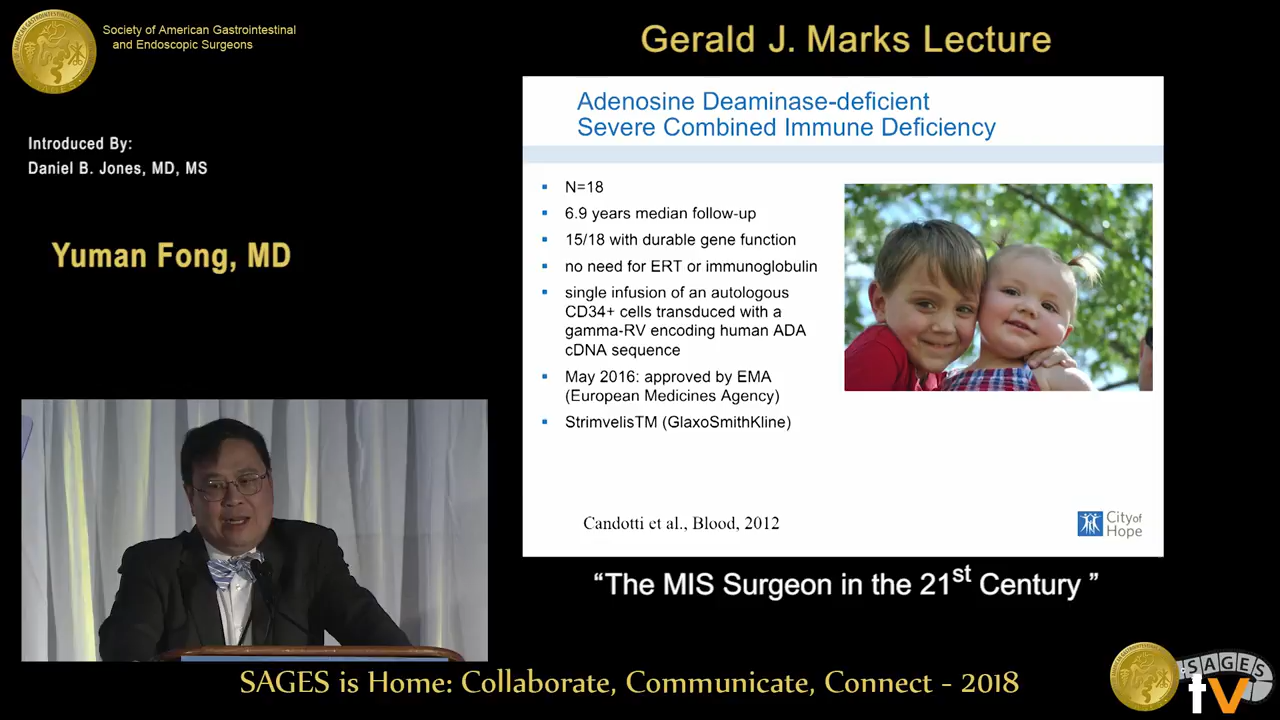 Society of American Gastrointestinal
and Endoscopic Surgeons
Gerald J. Marks Lecture
Introduced By:
Daniel B. Jones, MD, MS
Yuman Fong, MD
Adenosine Deaminase-deficient
Severe Combined Immune Deficiency
N=18
6.9 years median follow-up
15/18 with durable gene function
no need for ERT or immunoglobulin
single infusion of an autologous
CD34+ cells transduced with a
gamma-RV encoding human ADA
cDNA sequence
May 2016: approved by EMA
(European Medicines Agency)
StrimvelisTM (GlaxoSmithKline)
Candotti et al., Blood, 2012
City of
Hope
“The MIS Surgeon in the 21st Century ”
SAGES is Home: Collaborate, Communicate, Connect - 2018
SAGES
tv